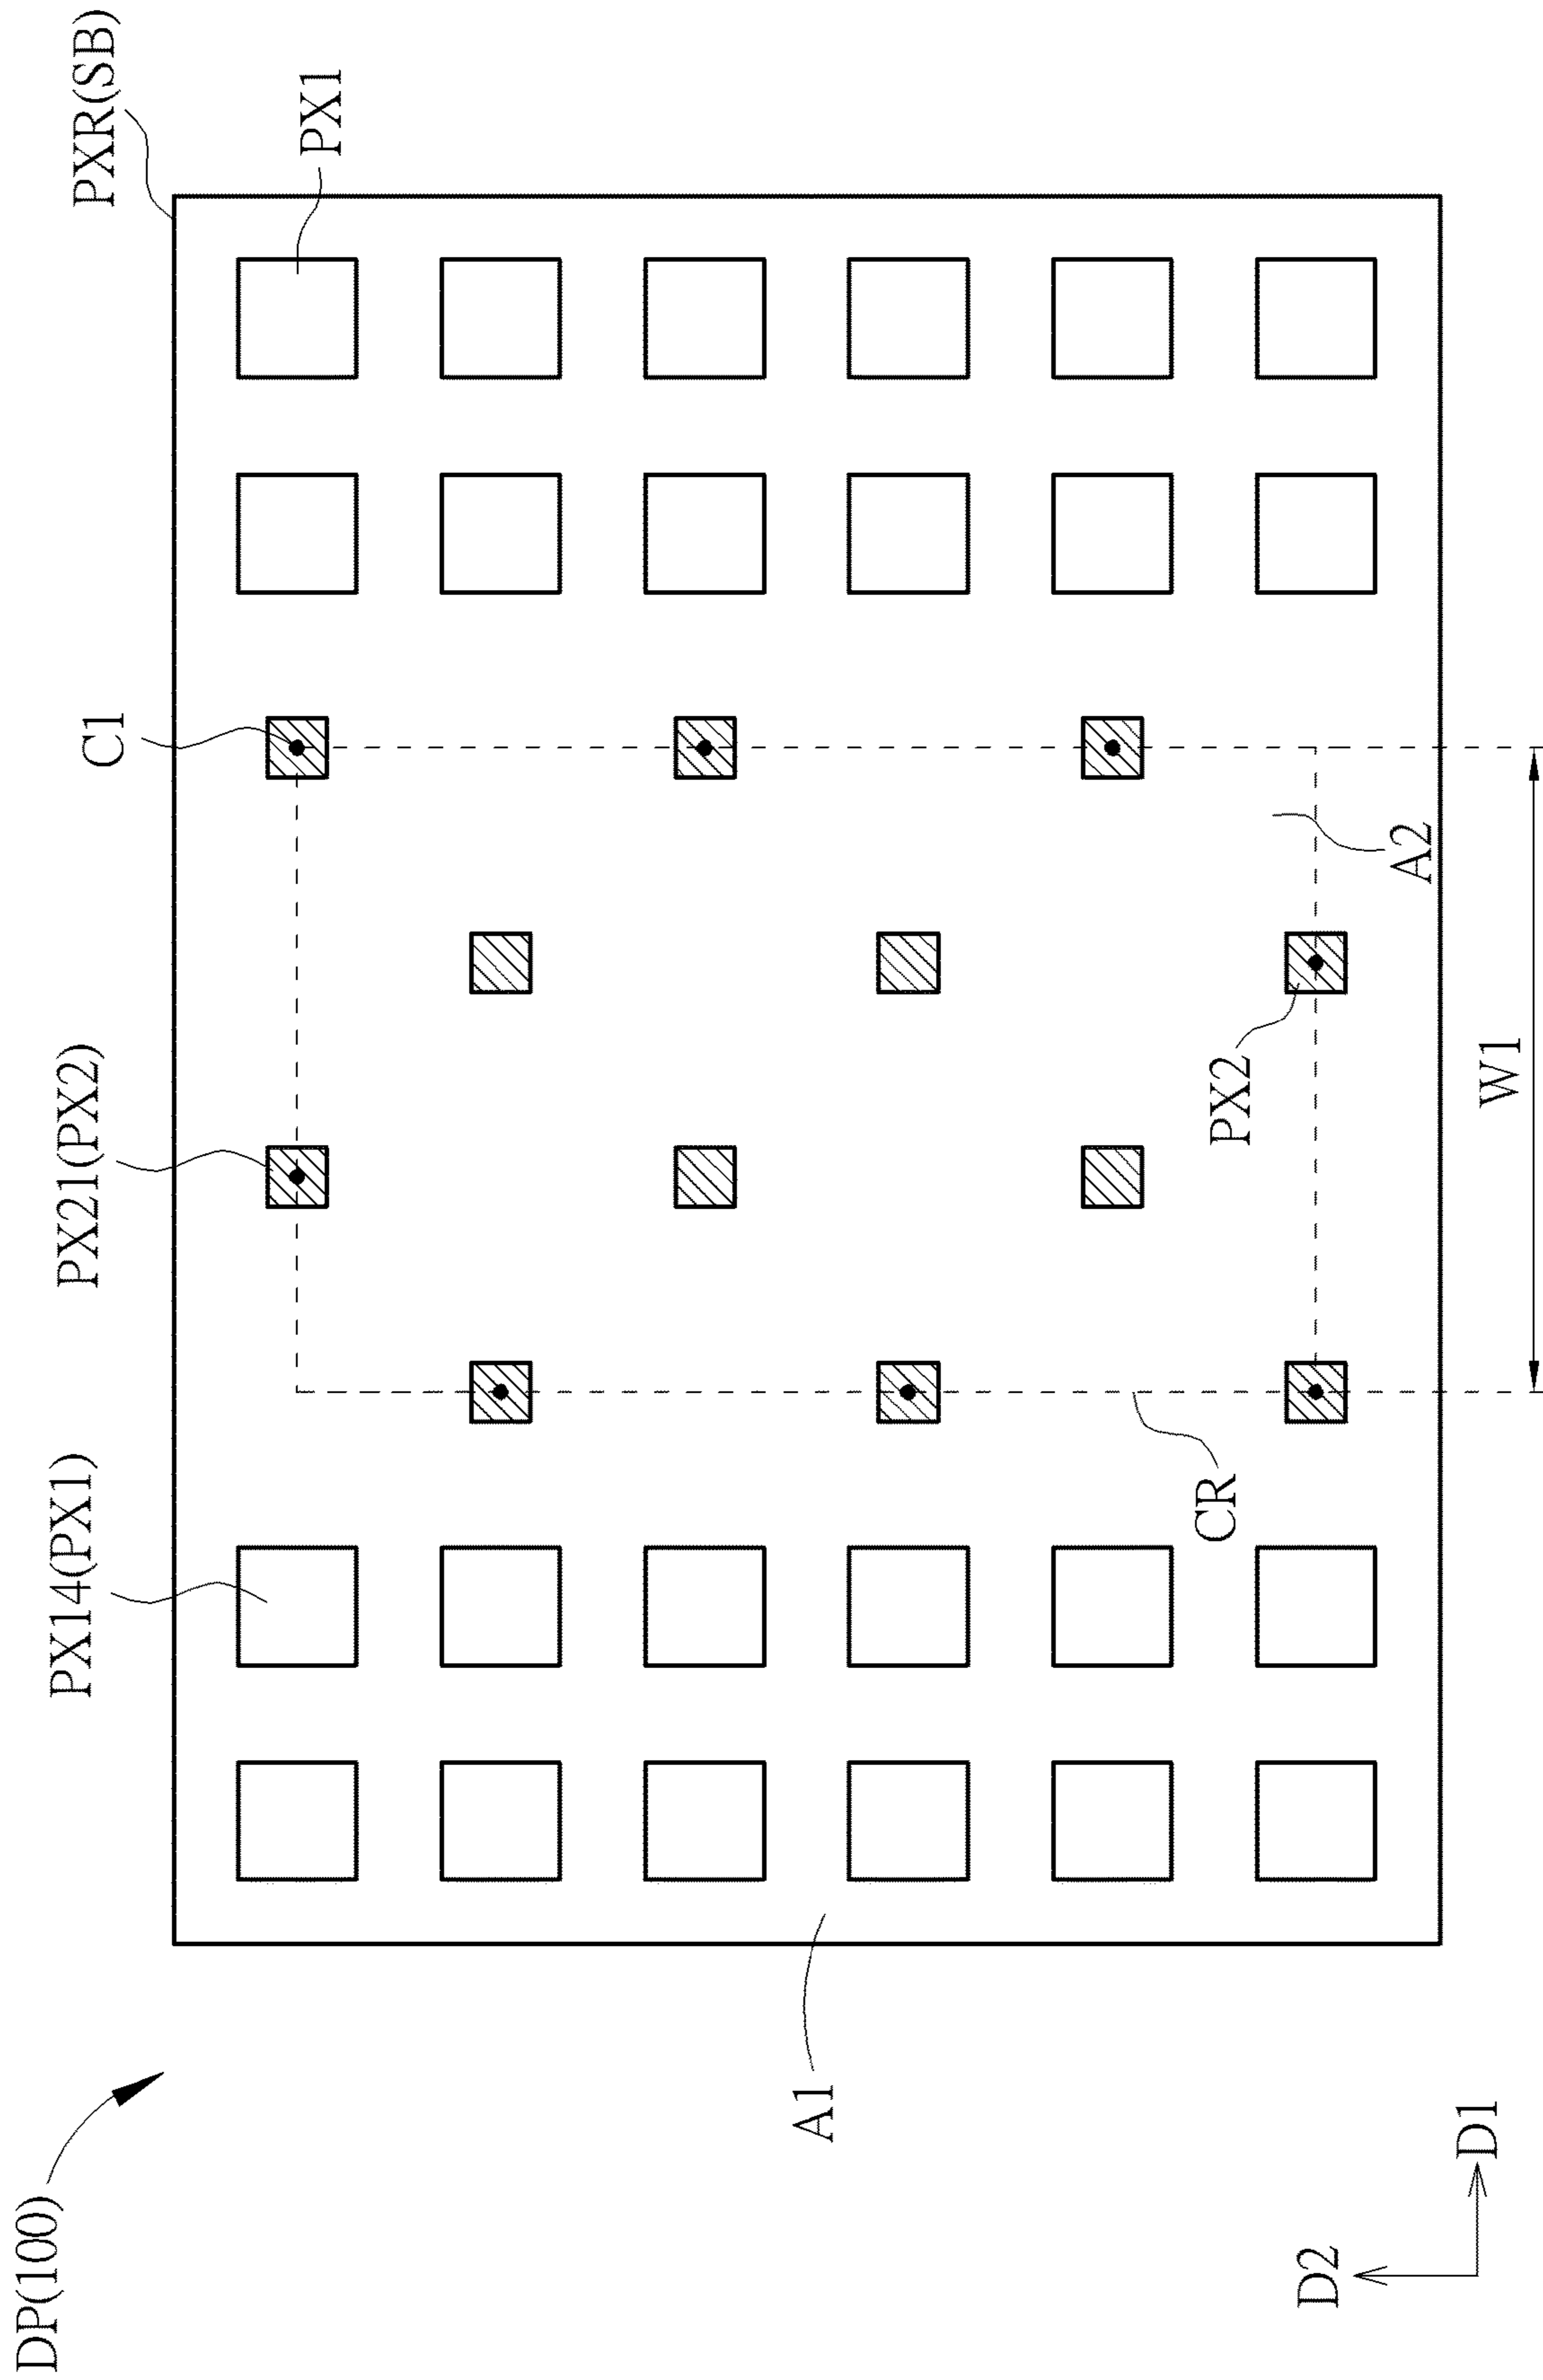 DP(100)
PX14(PX1)
PX21(PX2)
C1
PXR(SB)
PX1
A1
CR
PX2
A2
W1
D2
D1